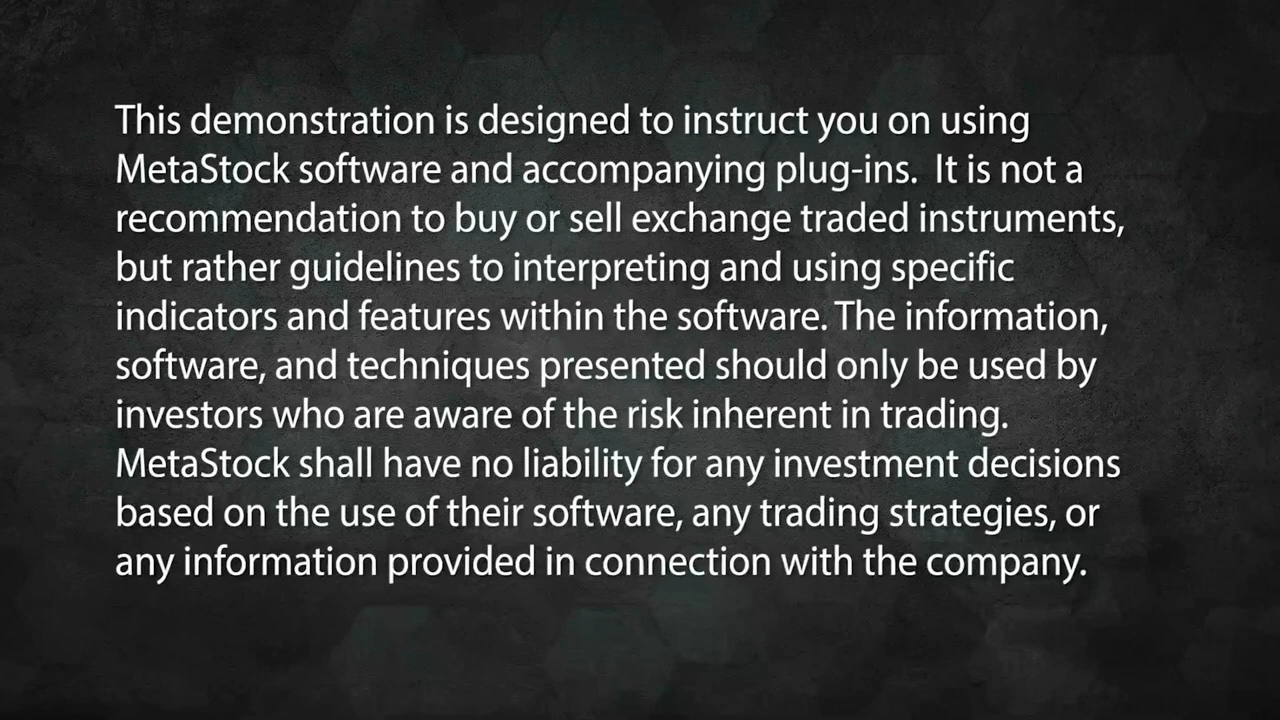 This demonstration is designed to instruct you on using
MetaStock software and accompanying plug-ins.  It is not a
recommendation to buy or sell exchange traded instruments,
but rather guidelines to interpreting and using specific
indicators and features within the software. The information,
software, and techniques presented should only be used by
investors who are aware of the risk inherent in trading.
MetaStock shall have no liability for any investment decisions
based on the use of their software, any trading strategies, or
any information provided in connection with the company.